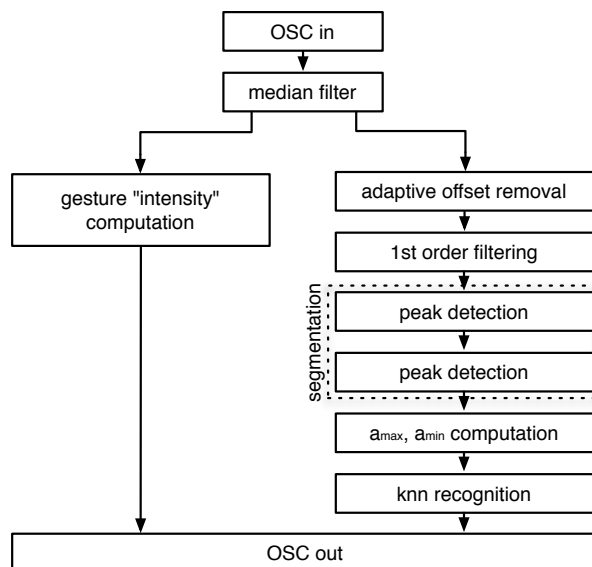 OSC in
median filter
gesture "intensity"
computation
adaptive offset removal
1st order filtering
segmentation
peak detection
peak detection
amax, amin computation
knn recognition
OSC out